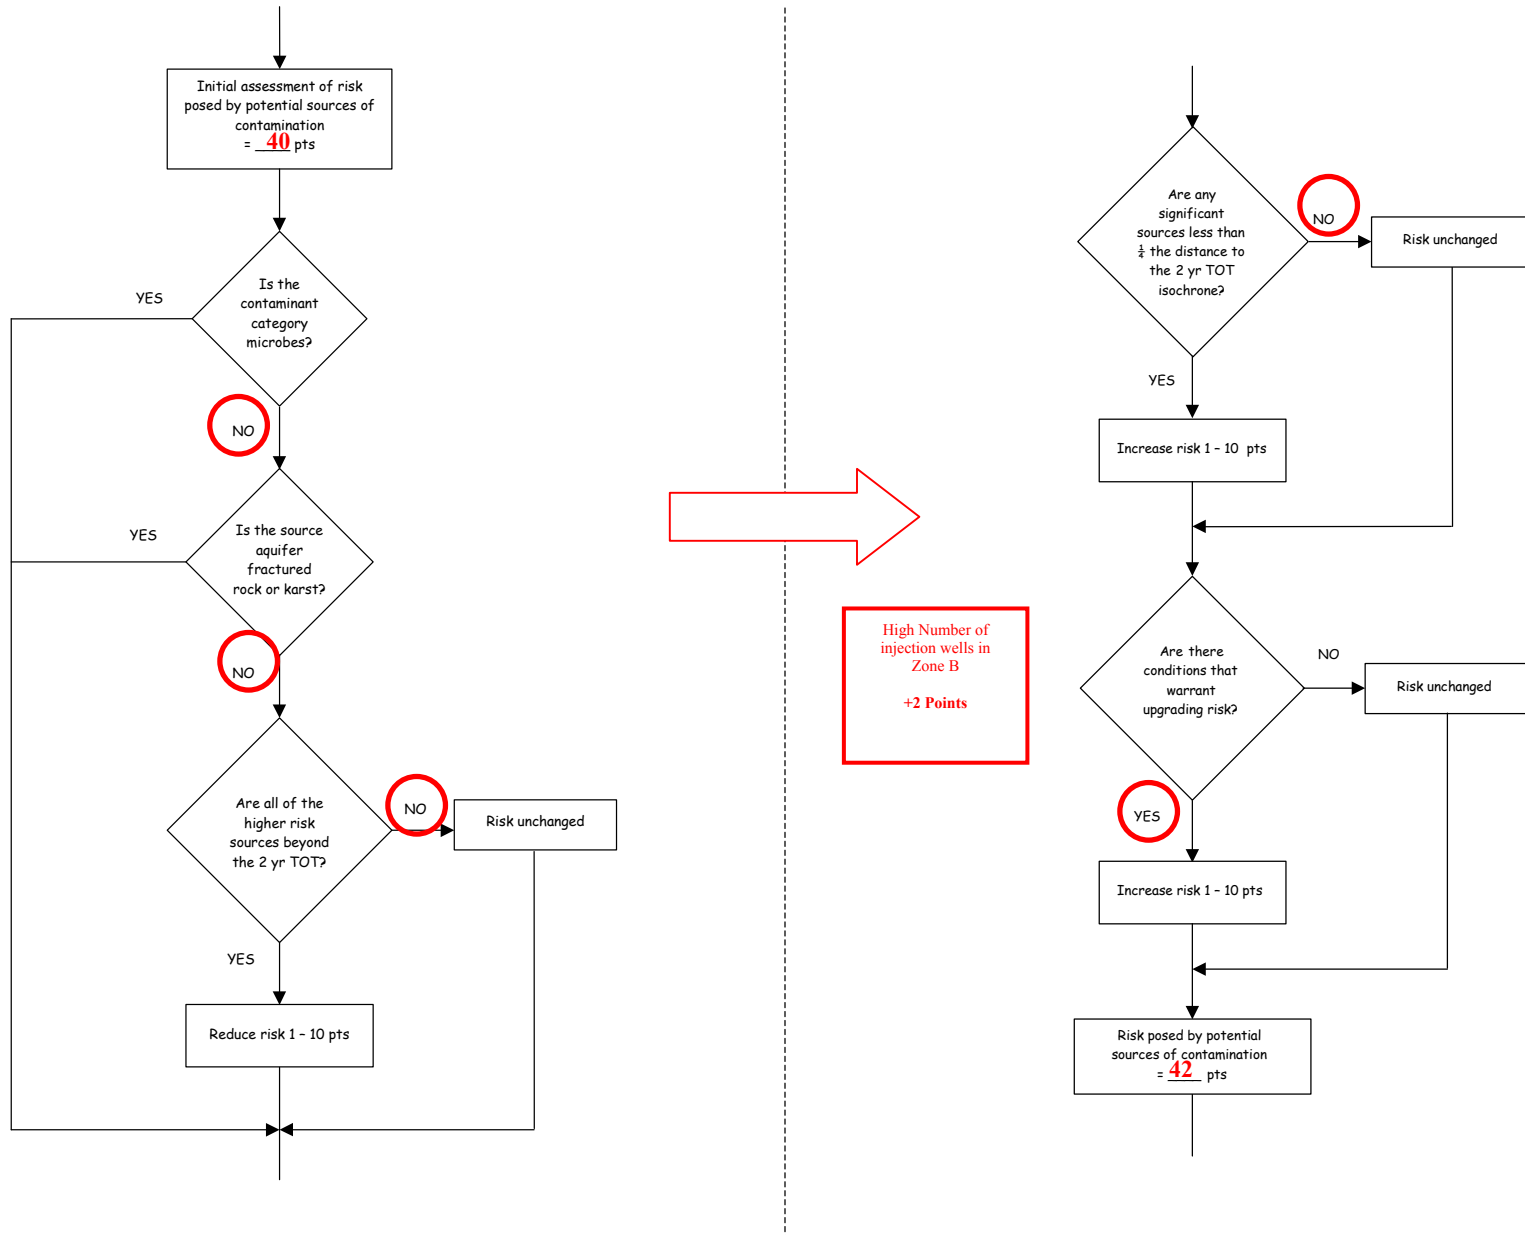 Initial assessment of risk
posed by potential sources of
contamination
= 40 pts
Is the
contaminant
category
microbes?
YES
NO
Is the source
aquifer
fractured
rock or karst?
YES
NO
Are all of the
higher risk
sources beyond
the 2 yr TOT?
NO
Risk unchanged
YES
Reduce risk 1 – 10 pts
High Number of
injection wells in
Zone B
+2 Points
Are any
significant
sources less than
¼ the distance to
the 2 yr TOT
isochrone?
NO
Risk unchanged
YES
Increase risk 1 – 10 pts
Are there
conditions that
warrant
upgrading risk?
NO
Risk unchanged
YES
Increase risk 1 – 10 pts
Risk posed by potential
sources of contamination
= 42 pts